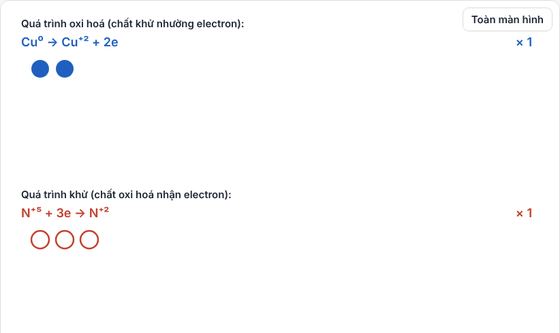 Toàn màn hình
Quá trình oxi hoá (chất khử nhường electron):
Cu⁰ → Cu⁺² + 2e × 1
Quá trình khử (chất oxi hoá nhận electron):
N⁺⁵ + 3e → N⁺² × 1